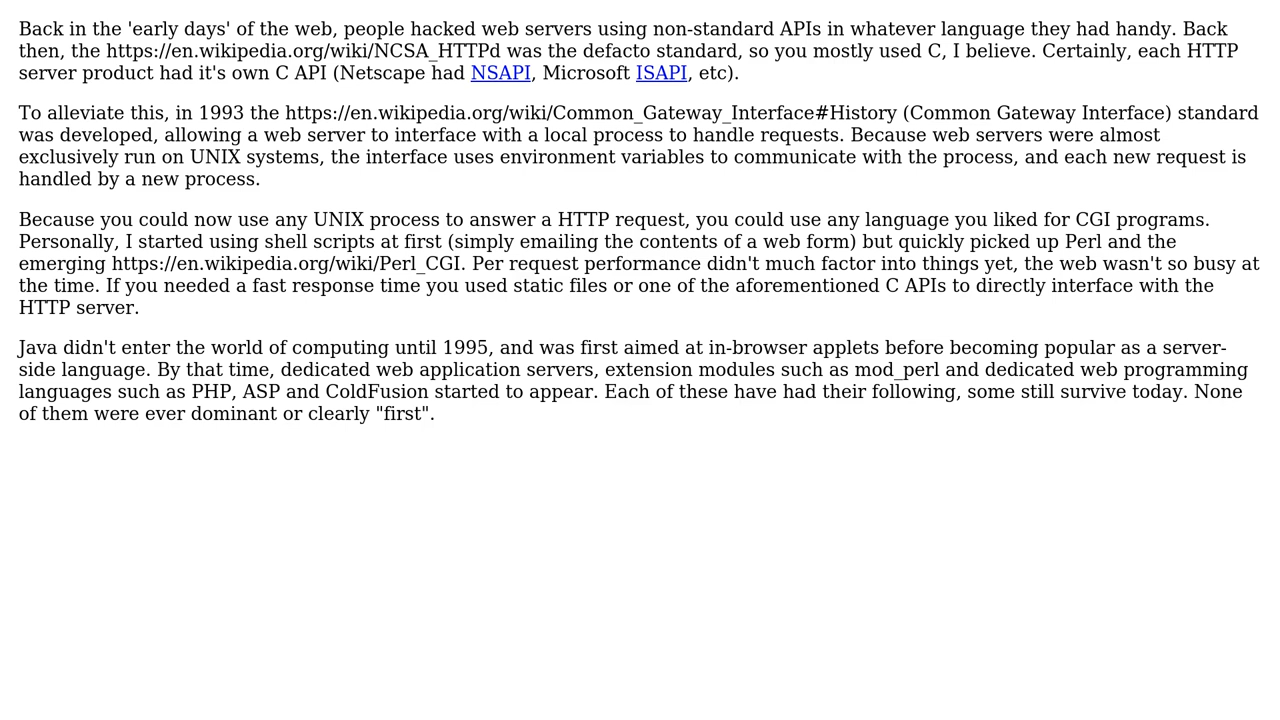 Back in the 'early days' of the web, people hacked web servers using non-standard APIs in whatever language they had handy. Back
then, the https://en.wikipedia.org/wiki/NCSA_HTTPd was the defacto standard, so you mostly used C, I believe. Certainly, each HTTP
server product had it's own C API (Netscape had NSAPI, Microsoft ISAPI, etc).
To alleviate this, in 1993 the https://en.wikipedia.org/wiki/Common_Gateway_Interface#History (Common Gateway Interface) standard
was developed, allowing a web server to interface with a local process to handle requests. Because web servers were almost
exclusively run on UNIX systems, the interface uses environment variables to communicate with the process, and each new request is
handled by a new process.
Because you could now use any UNIX process to answer a HTTP request, you could use any language you liked for CGI programs.
Personally, I started using shell scripts at first (simply emailing the contents of a web form) but quickly picked up Perl and the
emerging https://en.wikipedia.org/wiki/Perl_CGI. Per request performance didn't much factor into things yet, the web wasn't so busy at
the time. If you needed a fast response time you used static files or one of the aforementioned C APIs to directly interface with the
HTTP server.
Java didn't enter the world of computing until 1995, and was first aimed at in-browser applets before becoming popular as a server-
side language. By that time, dedicated web application servers, extension modules such as mod_perl and dedicated web programming
languages such as PHP, ASP and ColdFusion started to appear. Each of these have had their following, some still survive today. None
of them were ever dominant or clearly "first".